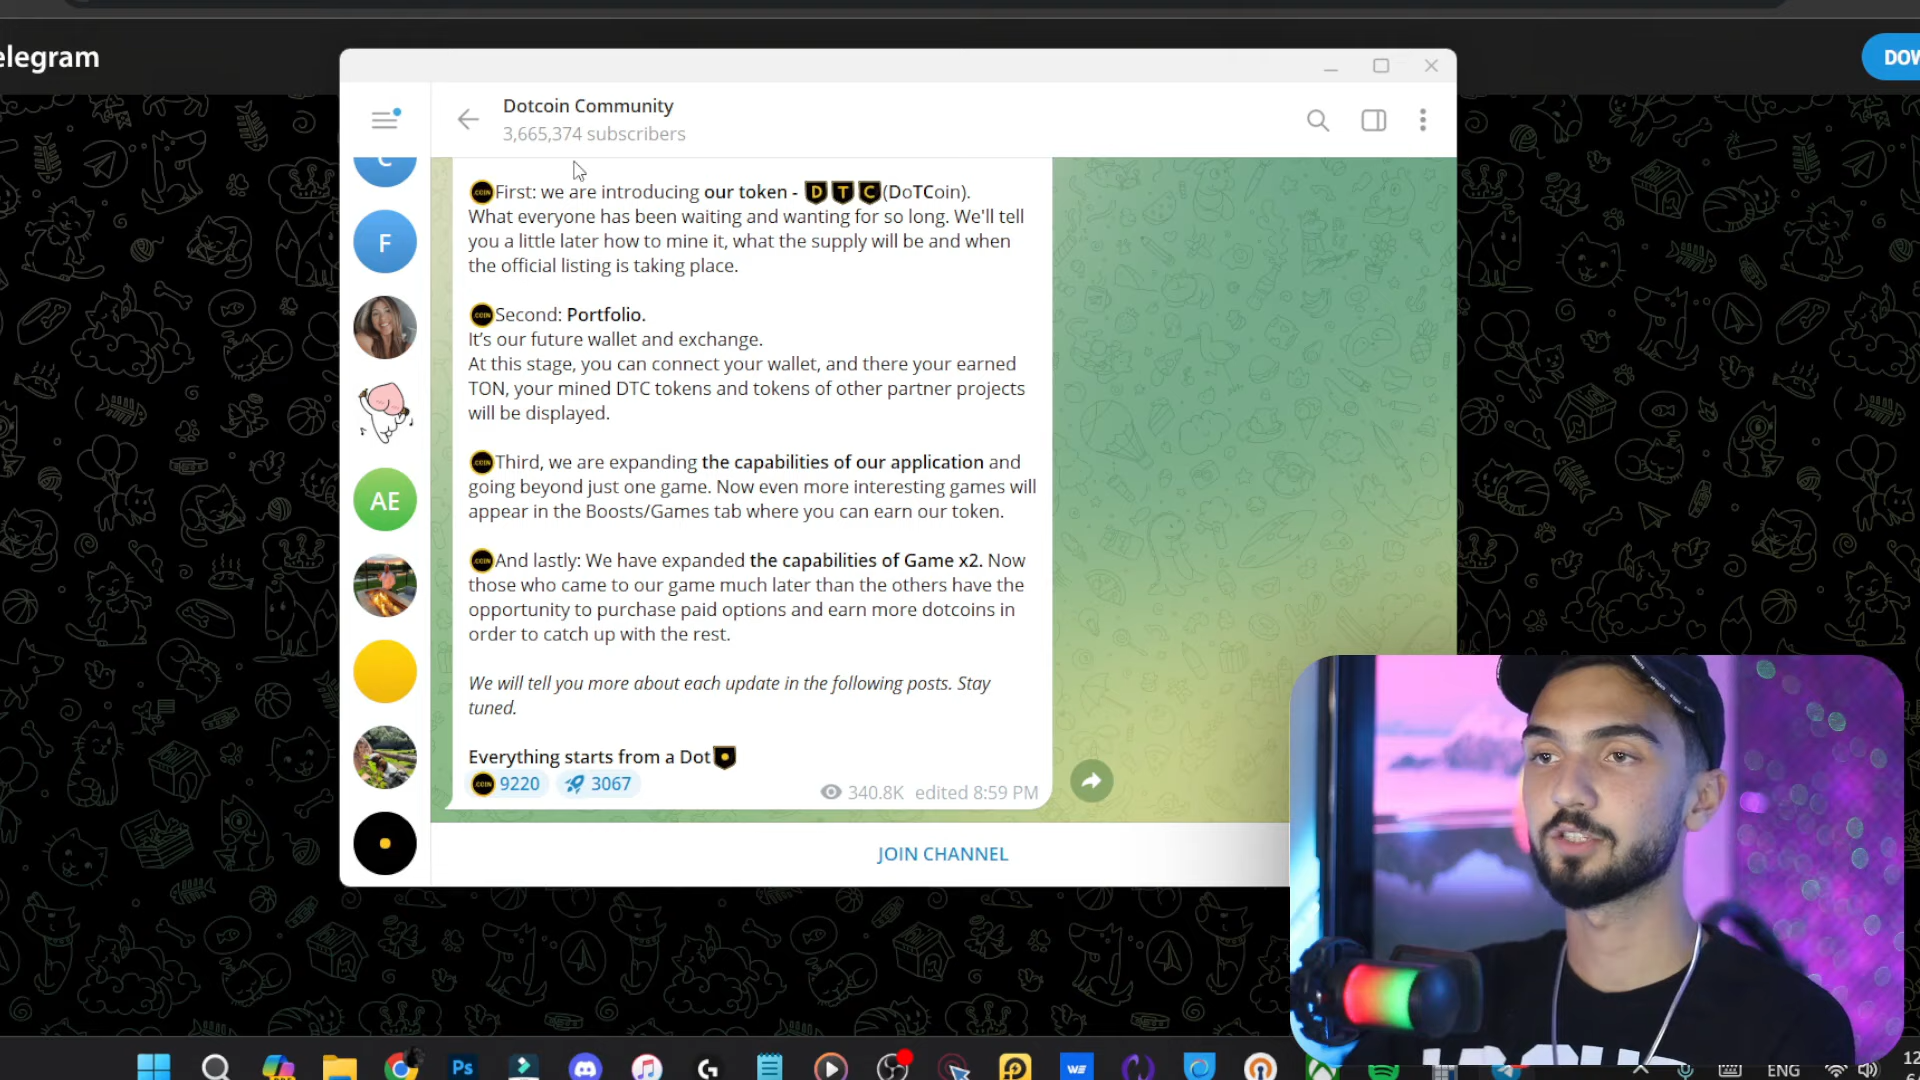 elegram
DOW
Dotcoin Community
3,665,374 subscribers
C
F
AE
COIN First: we are introducing our token - D T C (DoTCoin).
What everyone has been waiting and wanting for so long. We'll tell
you a little later how to mine it, what the supply will be and when
the official listing is taking place.
COIN Second: Portfolio.
It's our future wallet and exchange.
At this stage, you can connect your wallet, and there your earned
TON, your mined DTC tokens and tokens of other partner projects
will be displayed.
COIN Third, we are expanding the capabilities of our application and
going beyond just one game. Now even more interesting games will
appear in the Boosts/Games tab where you can earn our token.
COIN And lastly: We have expanded the capabilities of Game x2. Now
those who came to our game much later than the others have the
opportunity to purchase paid options and earn more dotcoins in
order to catch up with the rest.
We will tell you more about each update in the following posts. Stay
tuned.
Everything starts from a Dot
COIN 9220 3067
340.8K edited 8:59 PM
JOIN CHANNEL
Ps
WE
ENG
12